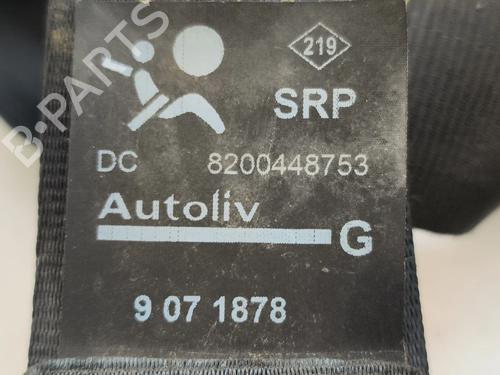 219
SRP
DC 8200448753
Autoliv
G
9 07 1878
B-PARTS